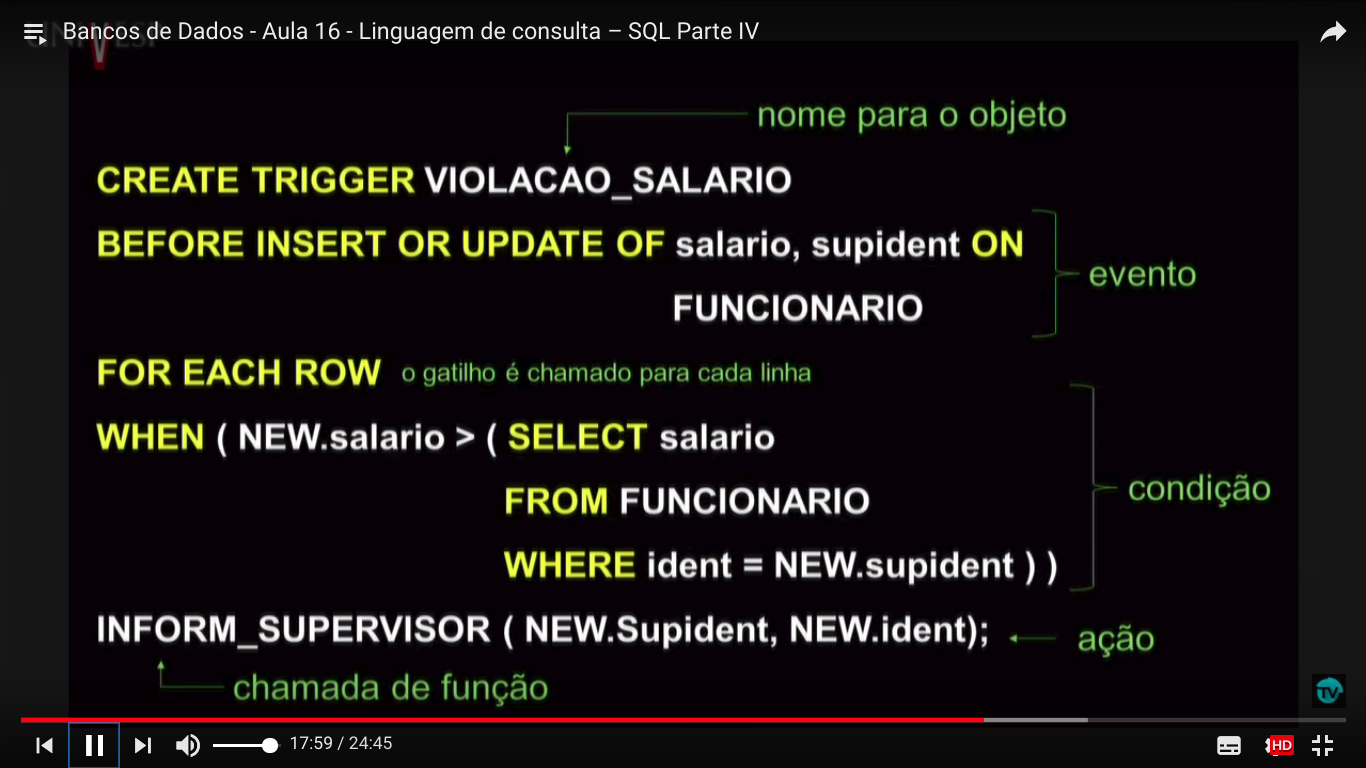 Bancos de Dados - Aula 16 - Linguagem de consulta – SQL Parte IV
nome para o objeto
CREATE TRIGGER VIOLACAO_SALARIO
BEFORE INSERT OR UPDATE OF salario, supident ON
FUNCIONARIO
evento
FOR EACH ROW o gatilho é chamado para cada linha
WHEN ( NEW.salario > ( SELECT salario
FROM FUNCIONARIO
WHERE ident = NEW.supident ) )
condição
INFORM_SUPERVISOR ( NEW.Supident, NEW.ident);
ação
chamada de função
TV
17:59 / 24:45
HD